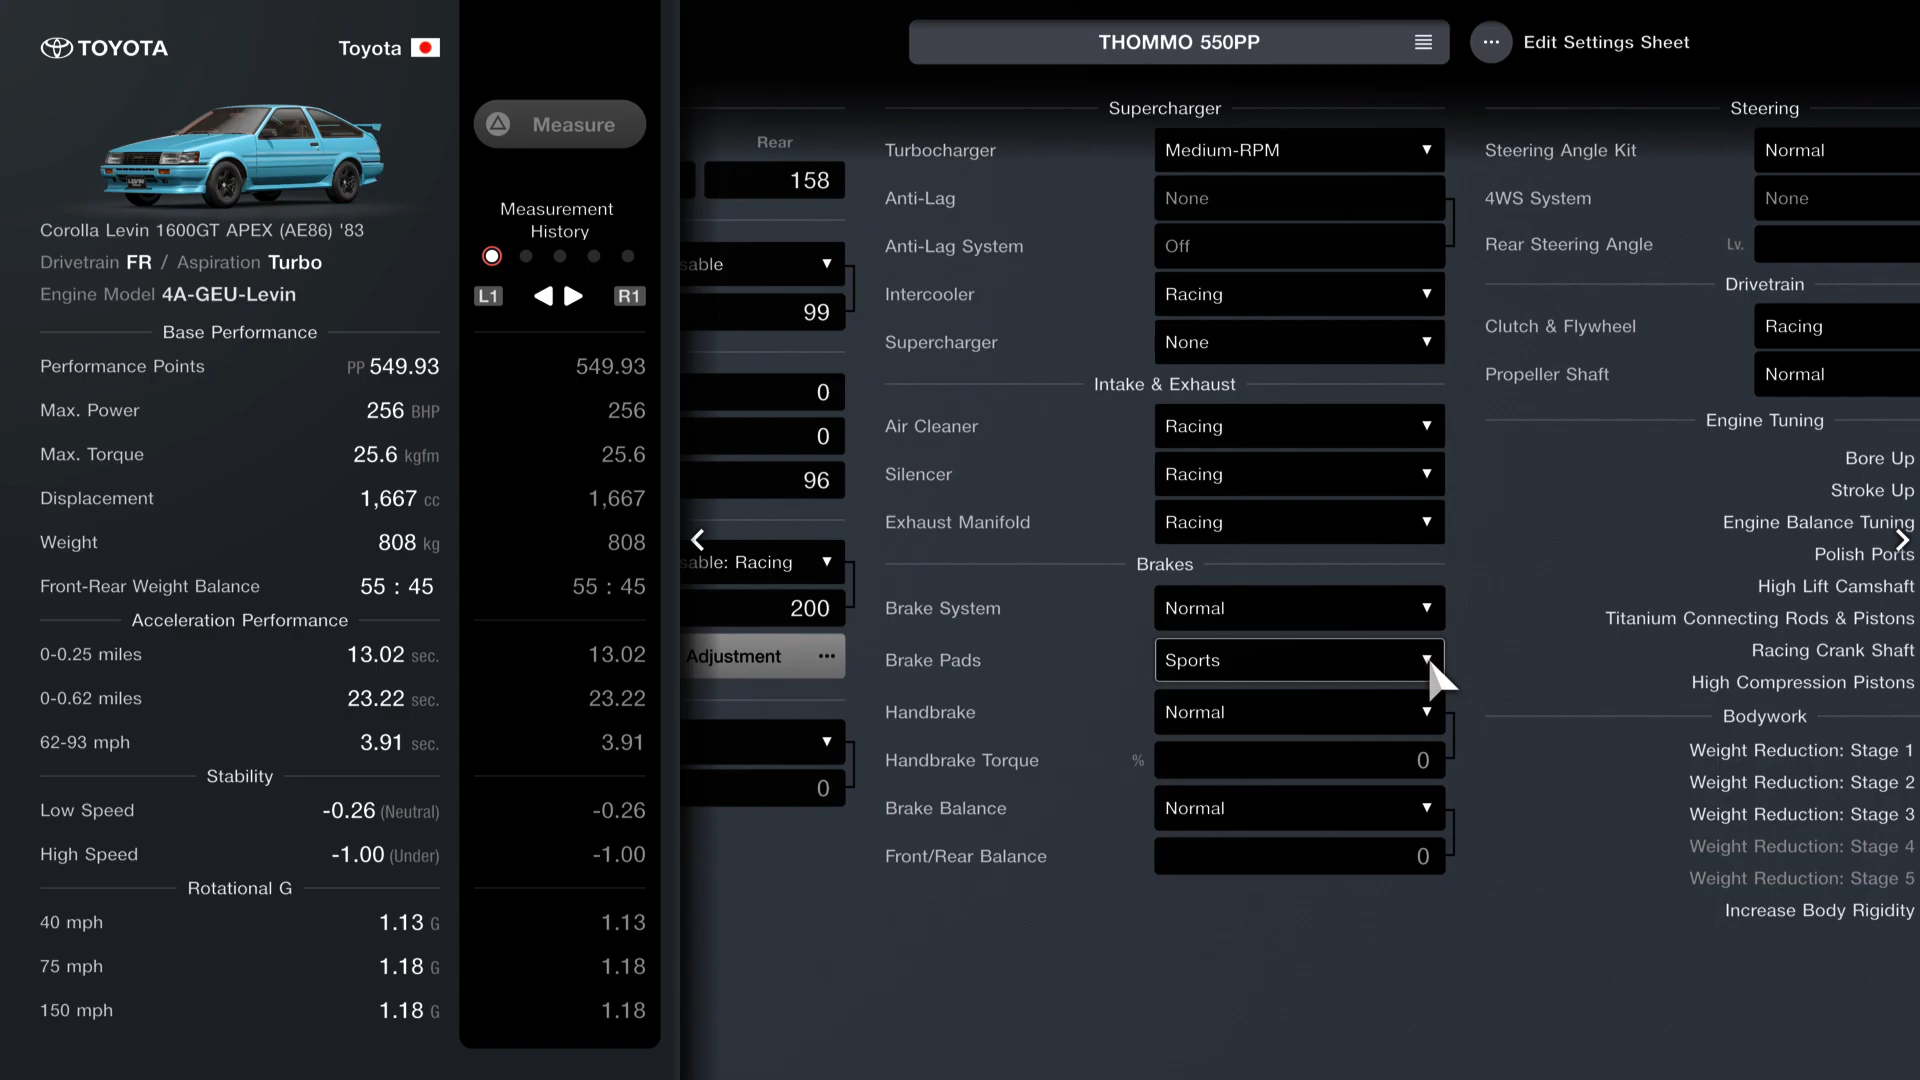 TOYOTA
Toyota
Corolla Levin 1600GT APEX (AE86) '83
Drivetrain FR / Aspiration Turbo
Engine Model 4A-GEU-Levin
Base Performance
Performance Points PP 549.93
Max. Power 256 BHP
Max. Torque 25.6 kgfm
Displacement 1,667 cc
Weight 808 kg
Front-Rear Weight Balance 55 : 45
Acceleration Performance
0-0.25 miles 13.02 sec.
0-0.62 miles 23.22 sec.
62-93 mph 3.91 sec.
Stability
Low Speed -0.26 (Neutral)
High Speed -1.00 (Under)
Rotational G
40 mph 1.13 G
75 mph 1.18 G
150 mph 1.18 G
Measure
Measurement
History
L1 R1
549.93
256
25.6
1,667
808
55 : 45
13.02
23.22
3.91
-0.26
-1.00
1.13
1.18
1.18
THOMMO 550PP
Edit Settings Sheet
Rear
158
sable
99
0
0
96
sable: Racing
200
Adjustment
0
Supercharger
Turbocharger Medium-RPM
Anti-Lag None
Anti-Lag System Off
Intercooler Racing
Supercharger None
Intake & Exhaust
Air Cleaner Racing
Silencer Racing
Exhaust Manifold Racing
Brakes
Brake System Normal
Brake Pads Sports
Handbrake Normal
Handbrake Torque % 0
Brake Balance Normal
Front/Rear Balance 0
Steering
Steering Angle Kit Normal
4WS System None
Rear Steering Angle Lv.
Drivetrain
Clutch & Flywheel Racing
Propeller Shaft Normal
Engine Tuning
Bore Up
Stroke Up
Engine Balance Tuning
Polish Ports
High Lift Camshaft
Titanium Connecting Rods & Pistons
Racing Crank Shaft
High Compression Pistons
Bodywork
Weight Reduction: Stage 1
Weight Reduction: Stage 2
Weight Reduction: Stage 3
Weight Reduction: Stage 4
Weight Reduction: Stage 5
Increase Body Rigidity